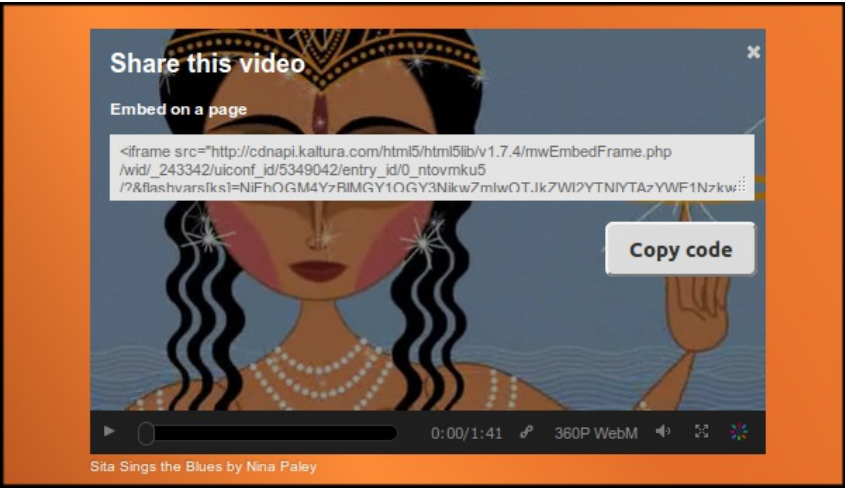 Share this video
Embed on a page
<iframe src="http://cdnapi.kaltura.com/html5/html5lib/v1.7.4/mwEmbedFrame.php
/wid/_243342/uiconf_id/5349042/entry_id/0_ntovmku5
Copy code
0:00/1:41 360P WebM
Sita Sings the Blues by Nina Paley